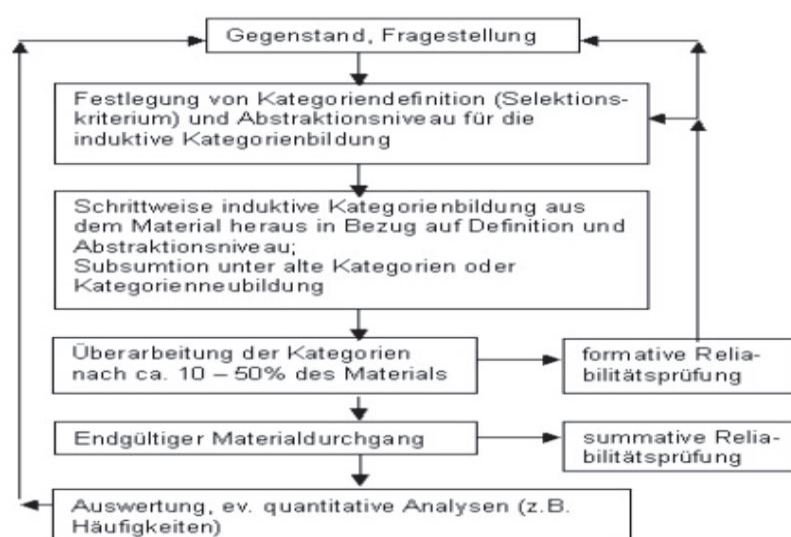 Gegenstand, Fragestellung
Festlegung von Kategoriendefinition (Selektions-
kriterium) und Abstraktionsniveau für die
induktive Kategorienbildung
Schrittweise induktive Kategorienbildung aus
dem Material heraus in Bezug auf Definition und
Abstraktionsniveau;
Subsumtion unter alte Kategorien oder
Kategorienneubildung
Überarbeitung der Kategorien
nach ca. 10 – 50% des Materials
formative Relia-
bilitätsprüfung
Endgültiger Materialdurchgang
summative Relia-
bilitätsprüfung
Auswertung, ev. quantitative Analysen (z.B.
Häufigkeiten)